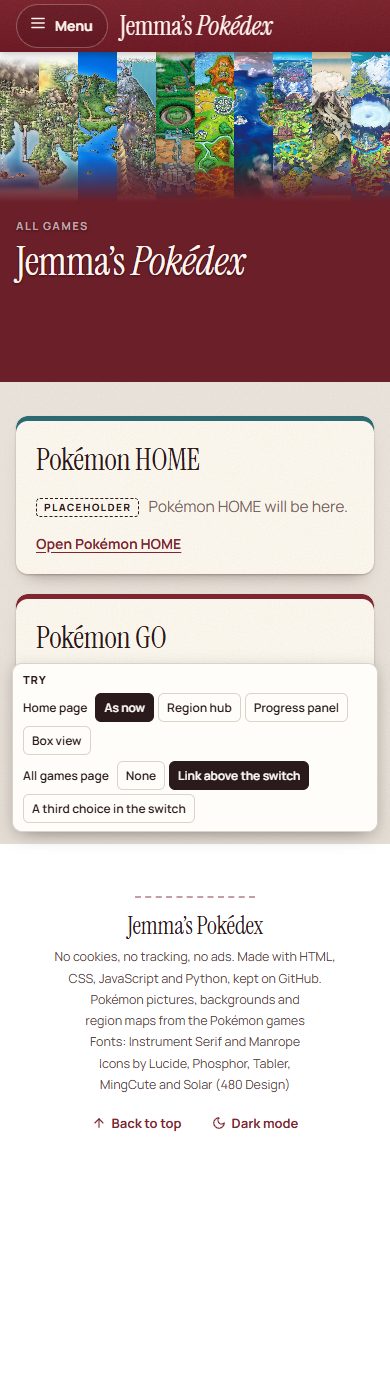 Menu
Jemma’s Pokédex
ALL GAMES
Jemma’s Pokédex
Pokémon HOME
PLACEHOLDER Pokémon HOME will be here.
Open Pokémon HOME
Pokémon GO
TRY
Home page As now Region hub Progress panel
Box view
All games page None Link above the switch
A third choice in the switch
Jemma’s Pokédex
No cookies, no tracking, no ads. Made with HTML,
CSS, JavaScript and Python, kept on GitHub.
Pokémon pictures, backgrounds and
region maps from the Pokémon games
Fonts: Instrument Serif and Manrope
Icons by Lucide, Phosphor, Tabler,
MingCute and Solar (480 Design)
Back to top Dark mode